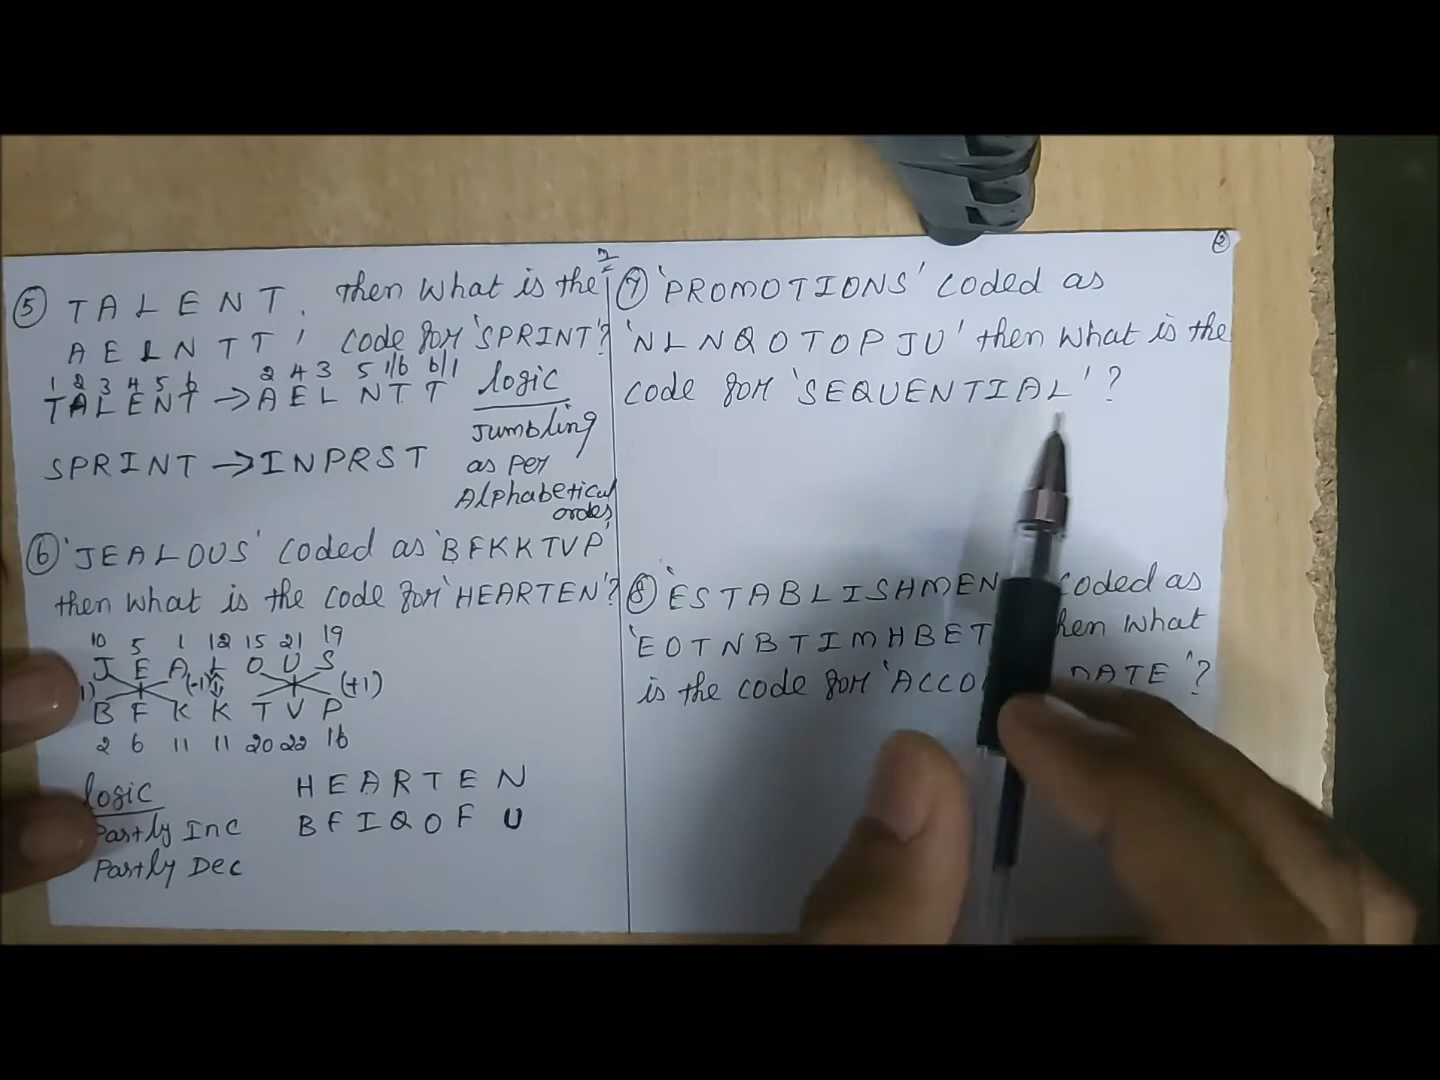 ②
⑤ TALENT. then what is the
AELNTT' code for 'SPRINT'?
1 2 3 4 5 6 2 4 3 5 1/6 6/1
TALENT → AELNTT
logic
Jumbling
as per
Alphabetical
order
SPRINT → INPRST
⑥ 'JEALOUS' coded as 'BFKKTVP'
then what is the code for 'HEARTEN'?
10 5 1 12 15 21 19
J E A L O U S
1) (-1) (+1)
B F K K T V P
2 6 11 11 20 22 16
logic
Partly Inc
Partly Dec
H E A R T E N
B F I Q O F U
⑦ 'PROMOTIONS' coded as
'NLNQOTOPJU' then what is the
code for 'SEQUENTIAL'?
⑧ 'ESTABLISHMEN coded as
'EOTNBTIMHBET hen what
is the code for 'ACCO DATE'?